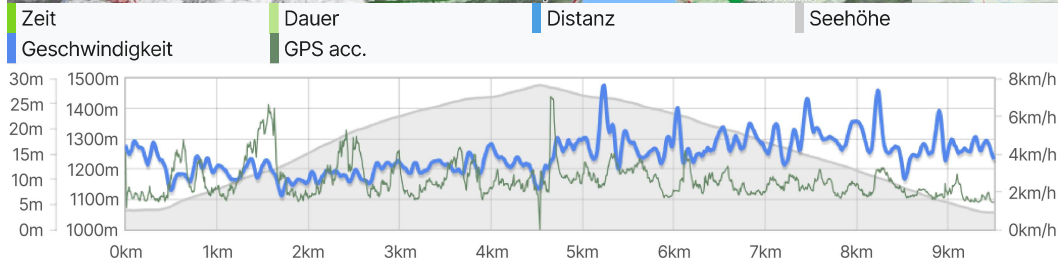 Zeit Dauer Distanz Seehöhe
Geschwindigkeit GPS acc.
30m 1500m 8km/h
25m 1400m 6km/h
20m 1300m
15m 4km/h
10m 1200m 2km/h
5m 1100m
0m 1000m 0km/h
0km 1km 2km 3km 4km 5km 6km 7km 8km 9km